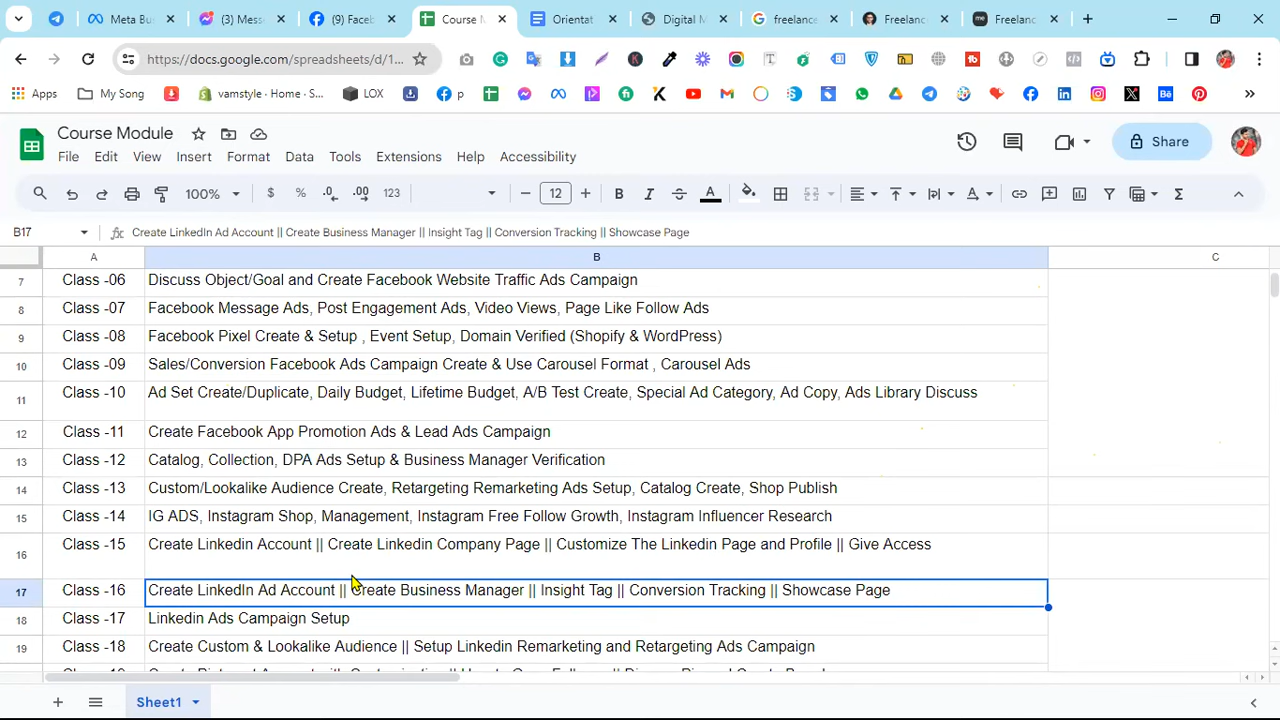 Meta Bus
(3) Mess
(9) Faceb
Course M
Orientat
Digital M
freelance
Freelanc
Freelanc
https://docs.google.com/spreadsheets/d/1...
Apps
My Song
vamstyle · Home · S...
LOX
p
Course Module
Share
File Edit View Insert Format Data Tools Extensions Help Accessibility
100%
$ % .0 .00 123
12
B17
Create LinkedIn Ad Account || Create Business Manager || Insight Tag || Conversion Tracking || Showcase Page
A B C
7 Class -06 Discuss Object/Goal and Create Facebook Website Traffic Ads Campaign
8 Class -07 Facebook Message Ads, Post Engagement Ads, Video Views, Page Like Follow Ads
9 Class -08 Facebook Pixel Create & Setup , Event Setup, Domain Verified (Shopify & WordPress)
10 Class -09 Sales/Conversion Facebook Ads Campaign Create & Use Carousel Format , Carousel Ads
11 Class -10 Ad Set Create/Duplicate, Daily Budget, Lifetime Budget, A/B Test Create, Special Ad Category, Ad Copy, Ads Library Discuss
12 Class -11 Create Facebook App Promotion Ads & Lead Ads Campaign
13 Class -12 Catalog, Collection, DPA Ads Setup & Business Manager Verification
14 Class -13 Custom/Lookalike Audience Create, Retargeting Remarketing Ads Setup, Catalog Create, Shop Publish
15 Class -14 IG ADS, Instagram Shop, Management, Instagram Free Follow Growth, Instagram Influencer Research
16 Class -15 Create Linkedin Account || Create Linkedin Company Page || Customize The Linkedin Page and Profile || Give Access
17 Class -16 Create LinkedIn Ad Account || Create Business Manager || Insight Tag || Conversion Tracking || Showcase Page
18 Class -17 Linkedin Ads Campaign Setup
19 Class -18 Create Custom & Lookalike Audience || Setup Linkedin Remarketing and Retargeting Ads Campaign
Sheet1